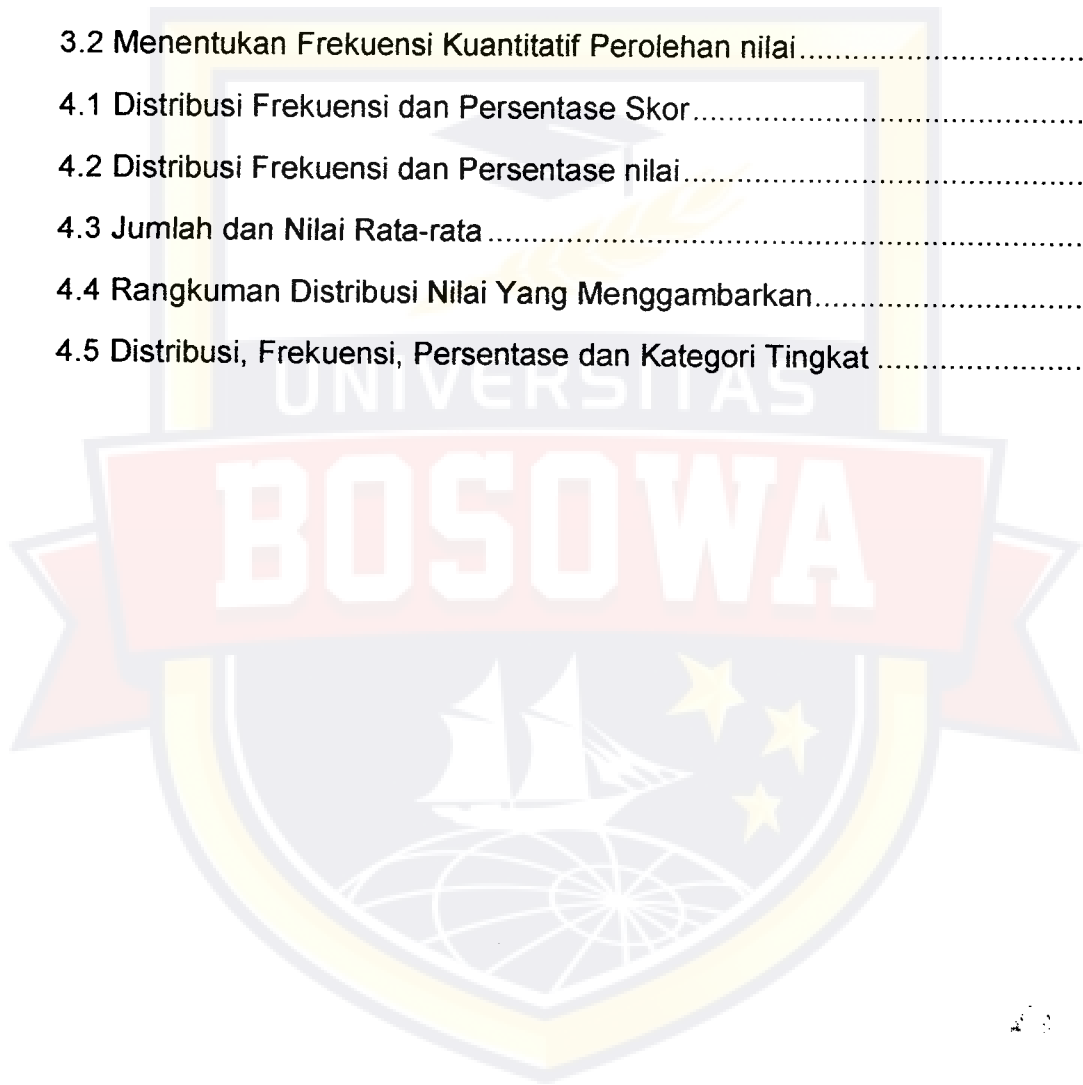 3.2 Menentukan Frekuensi Kuantitatif Perolehan nilai................................
4.1 Distribusi Frekuensi dan Persentase Skor............................................
4.2 Distribusi Frekuensi dan Persentase nilai.............................................
4.3 Jumlah dan Nilai Rata-rata...................................................................
4.4 Rangkuman Distribusi Nilai Yang Menggambarkan..............................
4.5 Distribusi, Frekuensi, Persentase dan Kategori Tingkat.......................
UNIVERSITAS
BOSOWA